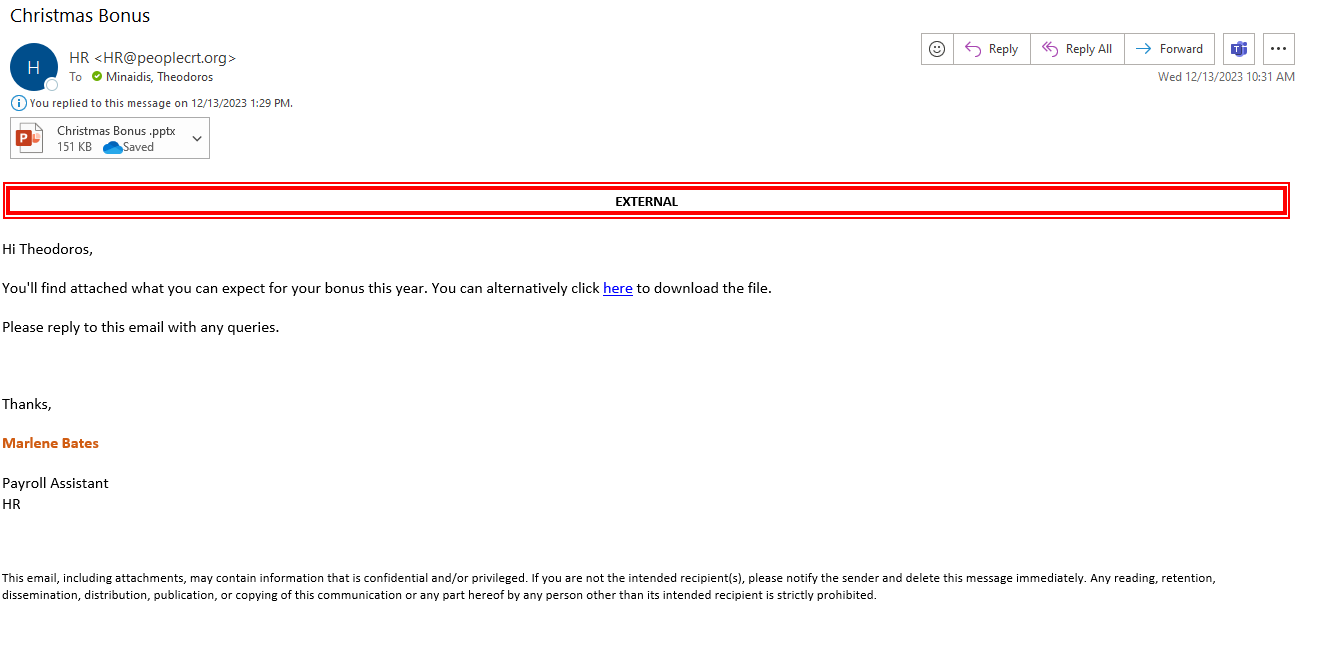 Christmas Bonus
H
HR <HR@peoplecrt.org>
To Minaidis, Theodoros
Reply
Reply All
Forward
Wed 12/13/2023 10:31 AM
You replied to this message on 12/13/2023 1:29 PM.
Christmas Bonus .pptx
151 KB Saved
EXTERNAL
Hi Theodoros,
You'll find attached what you can expect for your bonus this year. You can alternatively click here to download the file.
Please reply to this email with any queries.
Thanks,
Marlene Bates
Payroll Assistant
HR
This email, including attachments, may contain information that is confidential and/or privileged. If you are not the intended recipient(s), please notify the sender and delete this message immediately. Any reading, retention,
dissemination, distribution, publication, or copying of this communication or any part hereof by any person other than its intended recipient is strictly prohibited.